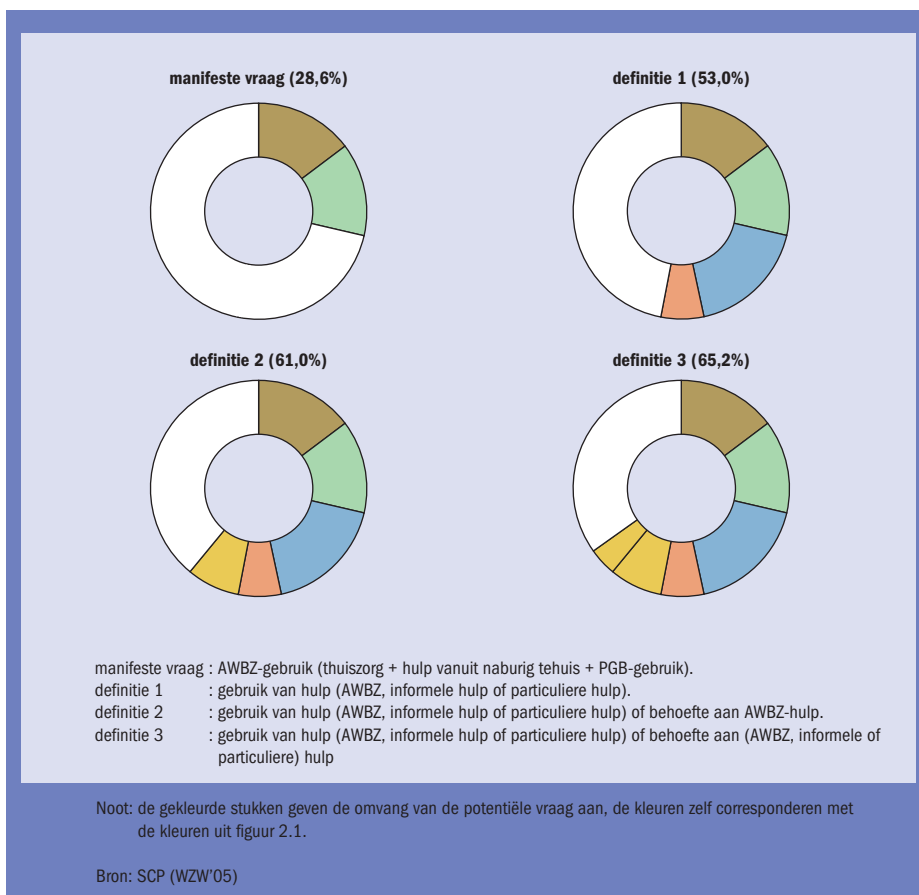 manifeste vraag (28,6%)
definitie 1 (53,0%)
definitie 2 (61,0%)
definitie 3 (65,2%)
manifeste vraag : AWBZ-gebruik (thuiszorg + hulp vanuit naburig tehuis + PGB-gebruik).
definitie 1 : gebruik van hulp (AWBZ, informele hulp of particuliere hulp).
definitie 2 : gebruik van hulp (AWBZ, informele hulp of particuliere hulp) of behoefte aan AWBZ-hulp.
definitie 3 : gebruik van hulp (AWBZ, informele hulp of particuliere hulp) of behoefte aan (AWBZ, informele of
particuliere) hulp
Noot: de gekleurde stukken geven de omvang van de potentiële vraag aan, de kleuren zelf corresponderen met
de kleuren uit figuur 2.1.
Bron: SCP (WZW'05)